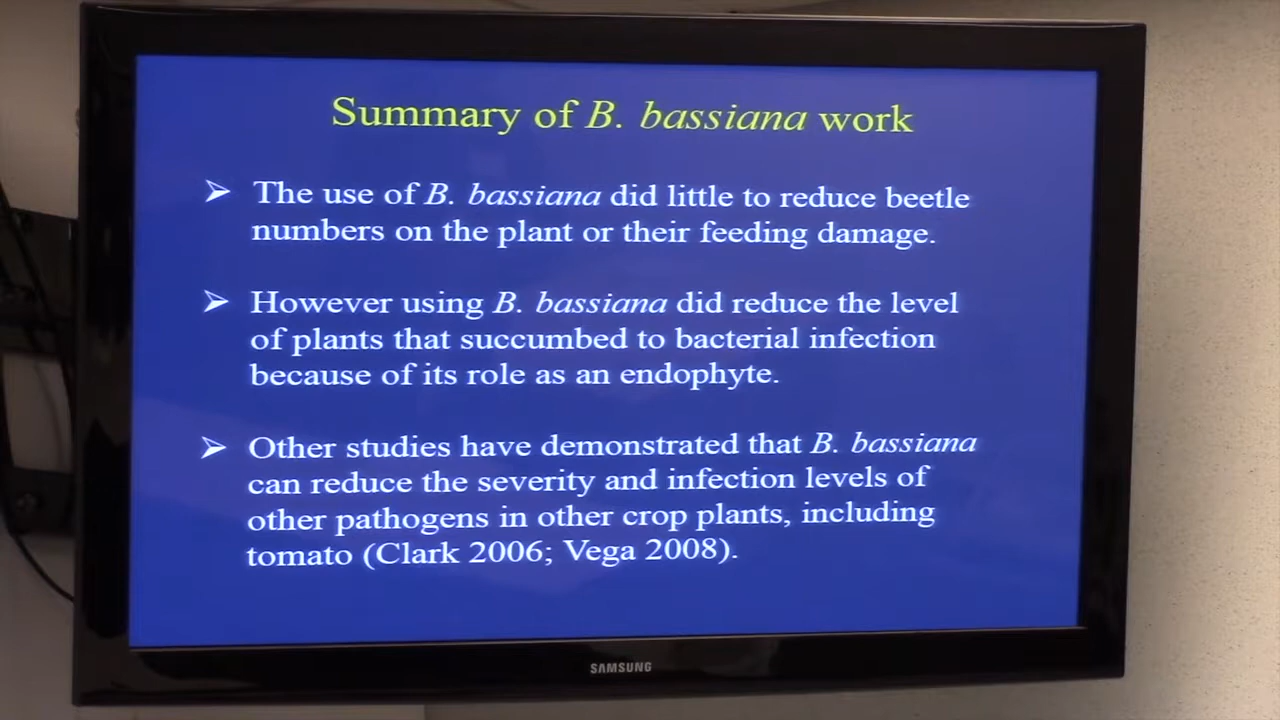 Summary of B. bassiana work
➢ The use of B. bassiana did little to reduce beetle
numbers on the plant or their feeding damage.
➢ However using B. bassiana did reduce the level
of plants that succumbed to bacterial infection
because of its role as an endophyte.
➢ Other studies have demonstrated that B. bassiana
can reduce the severity and infection levels of
other pathogens in other crop plants, including
tomato (Clark 2006; Vega 2008).
SAMSUNG